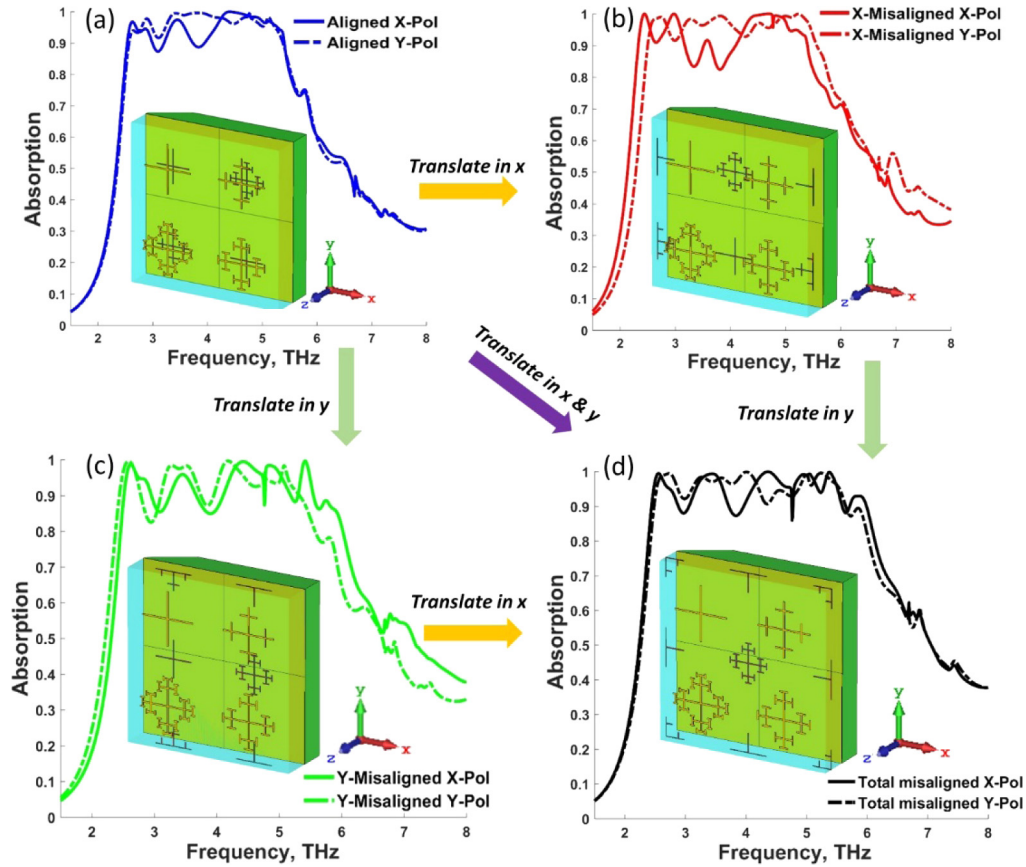 (a)
Aligned X-Pol
Aligned Y-Pol
1
0.9
0.8
0.7
0.6
0.5
0.4
0.3
0.2
0.1
0
Absorption
2 3 4 5 6 7 8
Frequency, THz
y
z
x
Translate in x
(b)
X-Misaligned X-Pol
X-Misaligned Y-Pol
1
0.9
0.8
0.7
0.6
0.5
0.4
0.3
0.2
0.1
0
Absorption
2 3 4 5 6 7 8
Frequency, THz
y
z
x
Translate in y
Translate in x & y
Translate in y
(c)
1
0.9
0.8
0.7
0.6
0.5
0.4
0.3
0.2
0.1
0
Absorption
y
z
x
Y-Misaligned X-Pol
Y-Misaligned Y-Pol
2 3 4 5 6 7 8
Frequency, THz
Translate in x
(d)
1
0.9
0.8
0.7
0.6
0.5
0.4
0.3
0.2
0.1
0
Absorption
y
z
x
Total misaligned X-Pol
Total misaligned Y-Pol
2 3 4 5 6 7 8
Frequency, THz